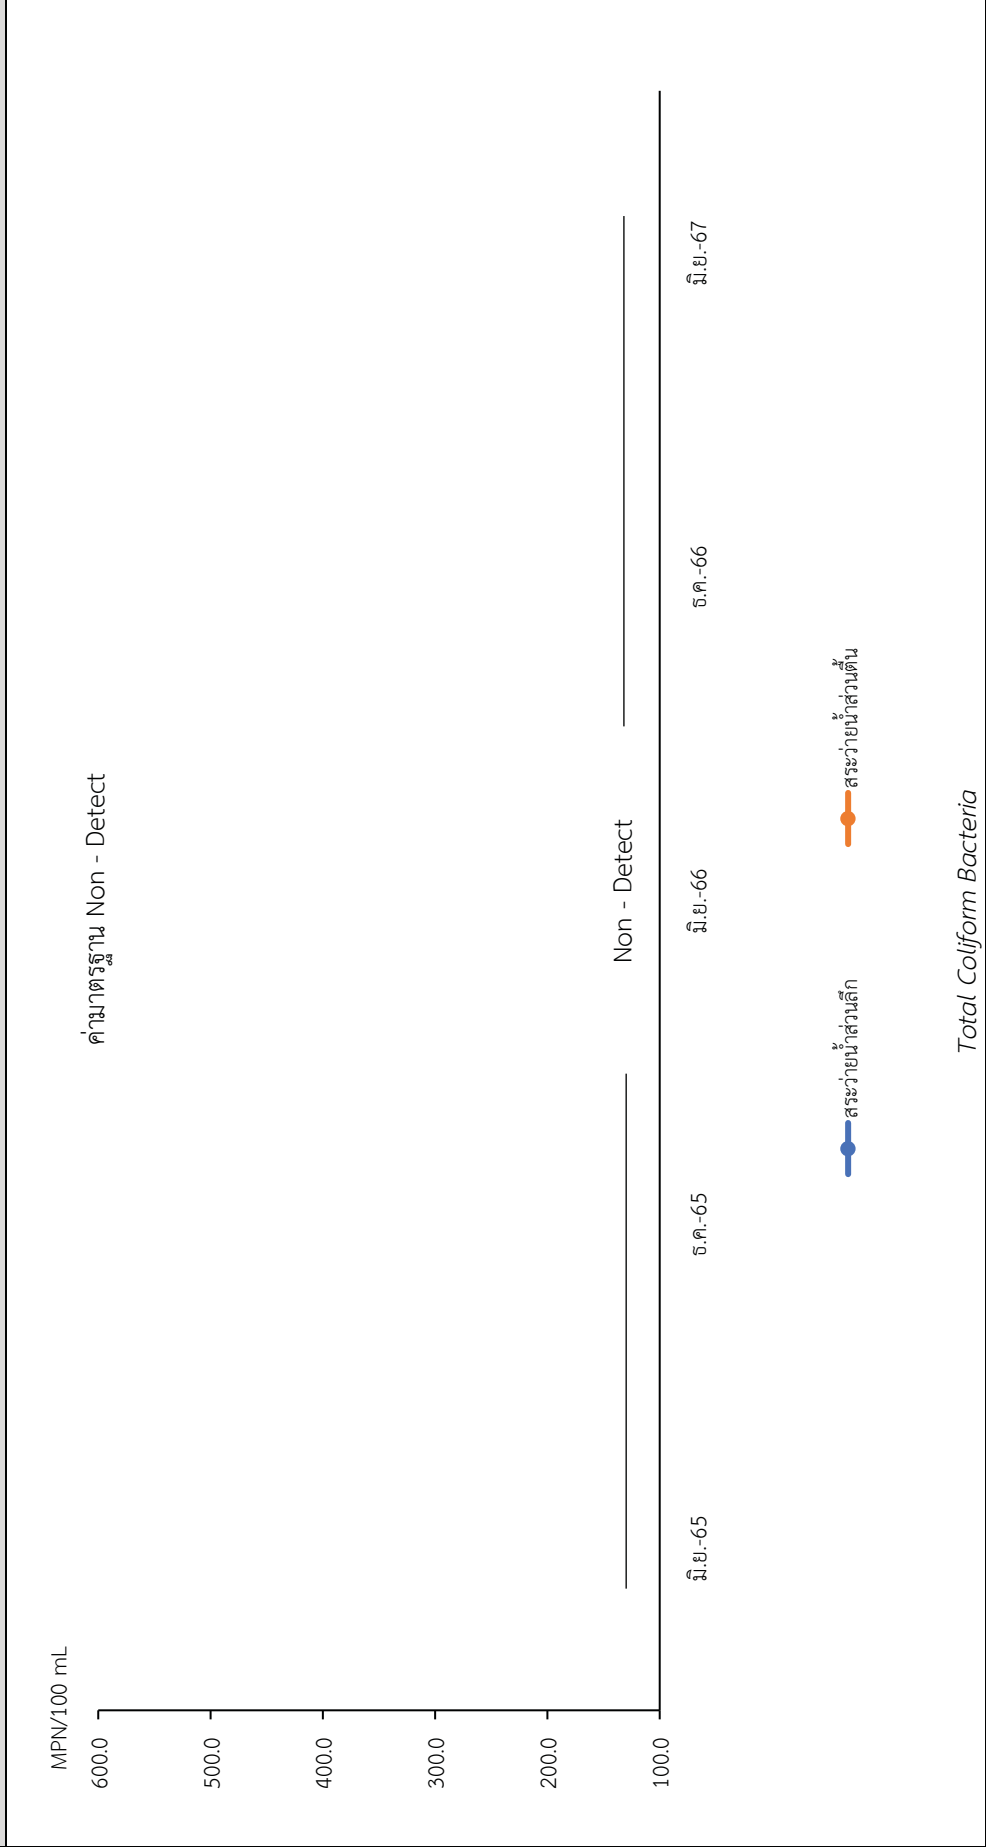 MPN/100 mL
ค่ามาตรฐาน Non - Detect
600.0
500.0
400.0
300.0
200.0
100.0
Non - Detect
มิ.ย.-65
ธ.ค.-65
มิ.ย.-66
ธ.ค.-66
มิ.ย.-67
สระว่ายน้ำส่วนลึก
สระว่ายน้ำส่วนตื้น
Total Coliform Bacteria